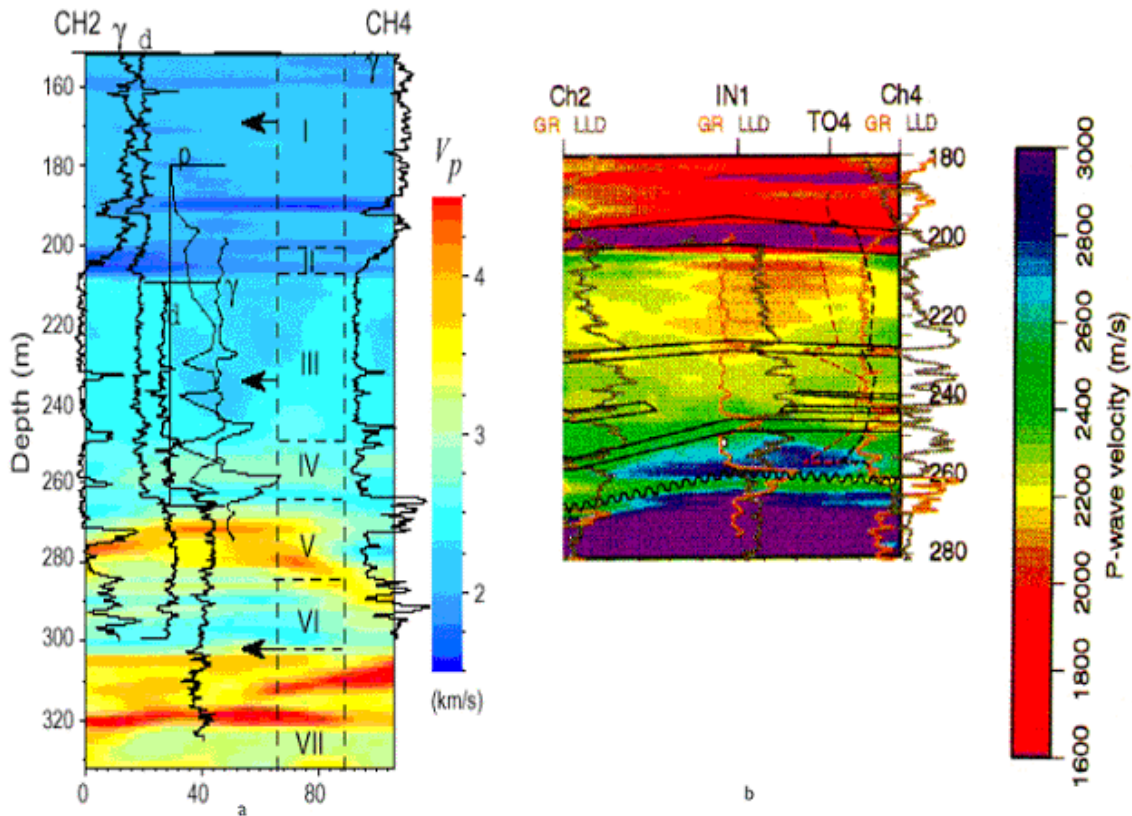 CH2
γ
d
CH4
γ
160
180
200
220
240
260
280
300
320
Depth (m)
I
p
II
γ
III
IV
V
VI
VII
0
40
80
a
V_p
4
3
2
(km/s)
Ch2
GR LLD
IN1
GR LLD
TO4
Ch4
GR LLD
180
200
220
240
260
280
b
3000
2800
2600
2400
2200
2000
1800
1600
P-wave velocity (m/s)